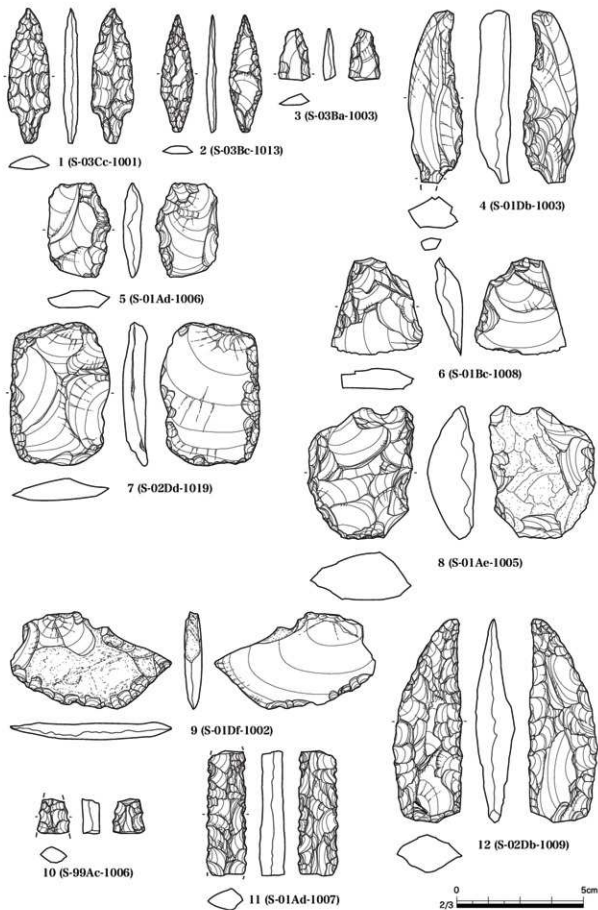 1 (S-03Cc-1001)
2 (S-03Bc-1013)
3 (S-03Ba-1003)
4 (S-01Db-1003)
5 (S-01Ad-1006)
6 (S-01Bc-1008)
7 (S-02Dd-1019)
8 (S-01Ae-1005)
9 (S-01Df-1002)
10 (S-99Ac-1006)
11 (S-01Ad-1007)
12 (S-02Db-1009)
0 5cm
2/3